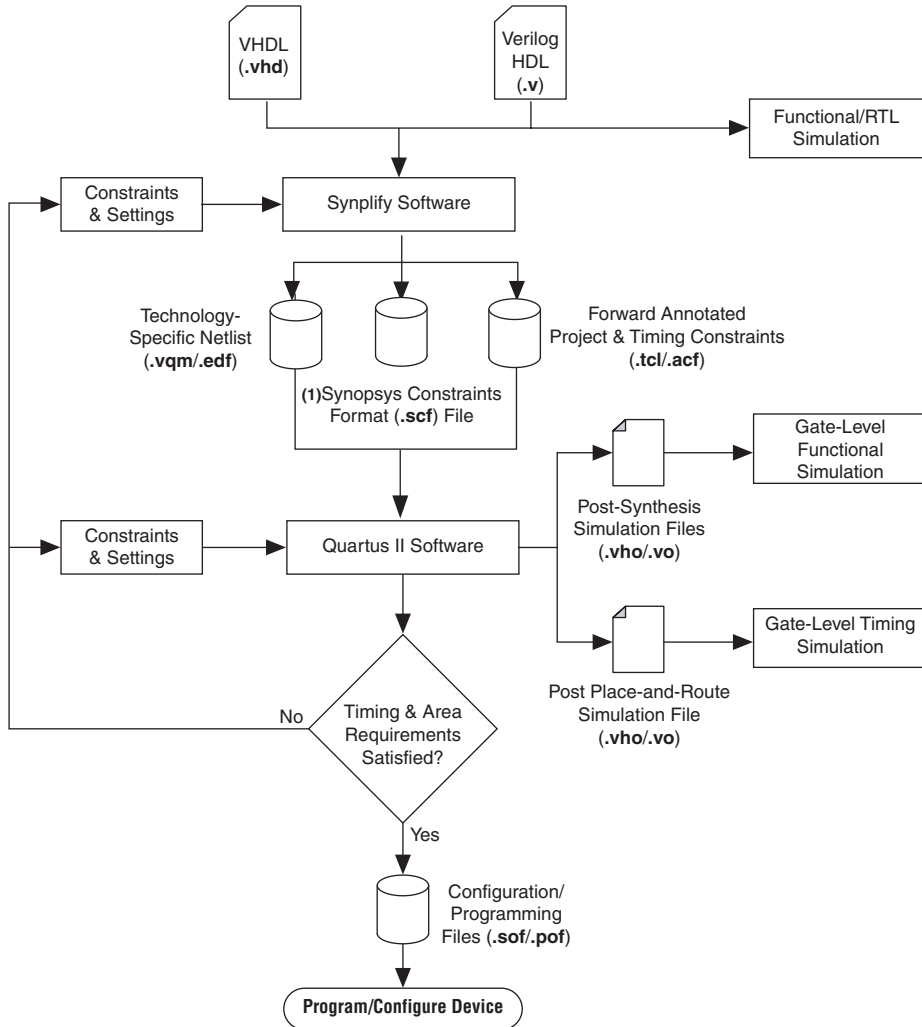 VHDL
(.vhd)
Verilog
HDL
(.v)
Functional/RTL
Simulation
Constraints
& Settings
Synplify Software
Technology-
Specific Netlist
(.vqm/.edf)
Forward Annotated
Project & Timing Constraints
(.tcl/.acf)
(1)Synopsys Constraints
Format (.scf) File
Gate-Level
Functional
Simulation
Post-Synthesis
Simulation Files
(.vho/.vo)
Constraints
& Settings
Quartus II Software
Gate-Level Timing
Simulation
Post Place-and-Route
Simulation File
(.vho/.vo)
No
Timing & Area
Requirements
Satisfied?
Yes
Configuration/
Programming
Files (.sof/.pof)
Program/Configure Device